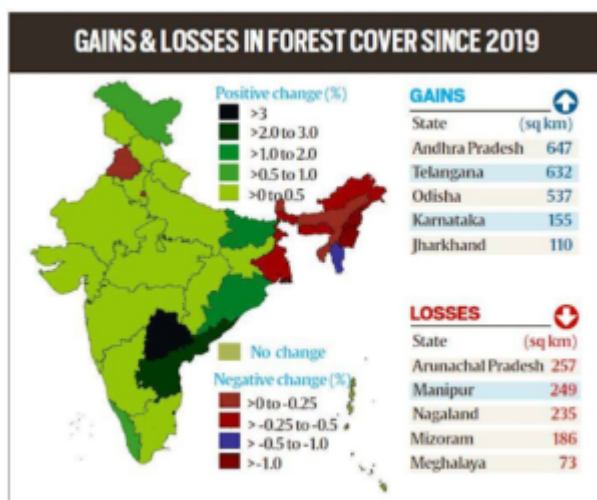 GAINS & LOSSES IN FOREST COVER SINCE 2019
Positive change (%)
>3
>2.0 to 3.0
>1.0 to 2.0
>0.5 to 1.0
>0 to 0.5
No change
Negative change (%)
>0 to -0.25
>-0.25 to -0.5
>-0.5 to -1.0
>-1.0
GAINS
State (sq km)
Andhra Pradesh 647
Telangana 632
Odisha 537
Karnataka 155
Jharkhand 110
LOSSES
State (sq km)
Arunachal Pradesh 257
Manipur 249
Nagaland 235
Mizoram 186
Meghalaya 73